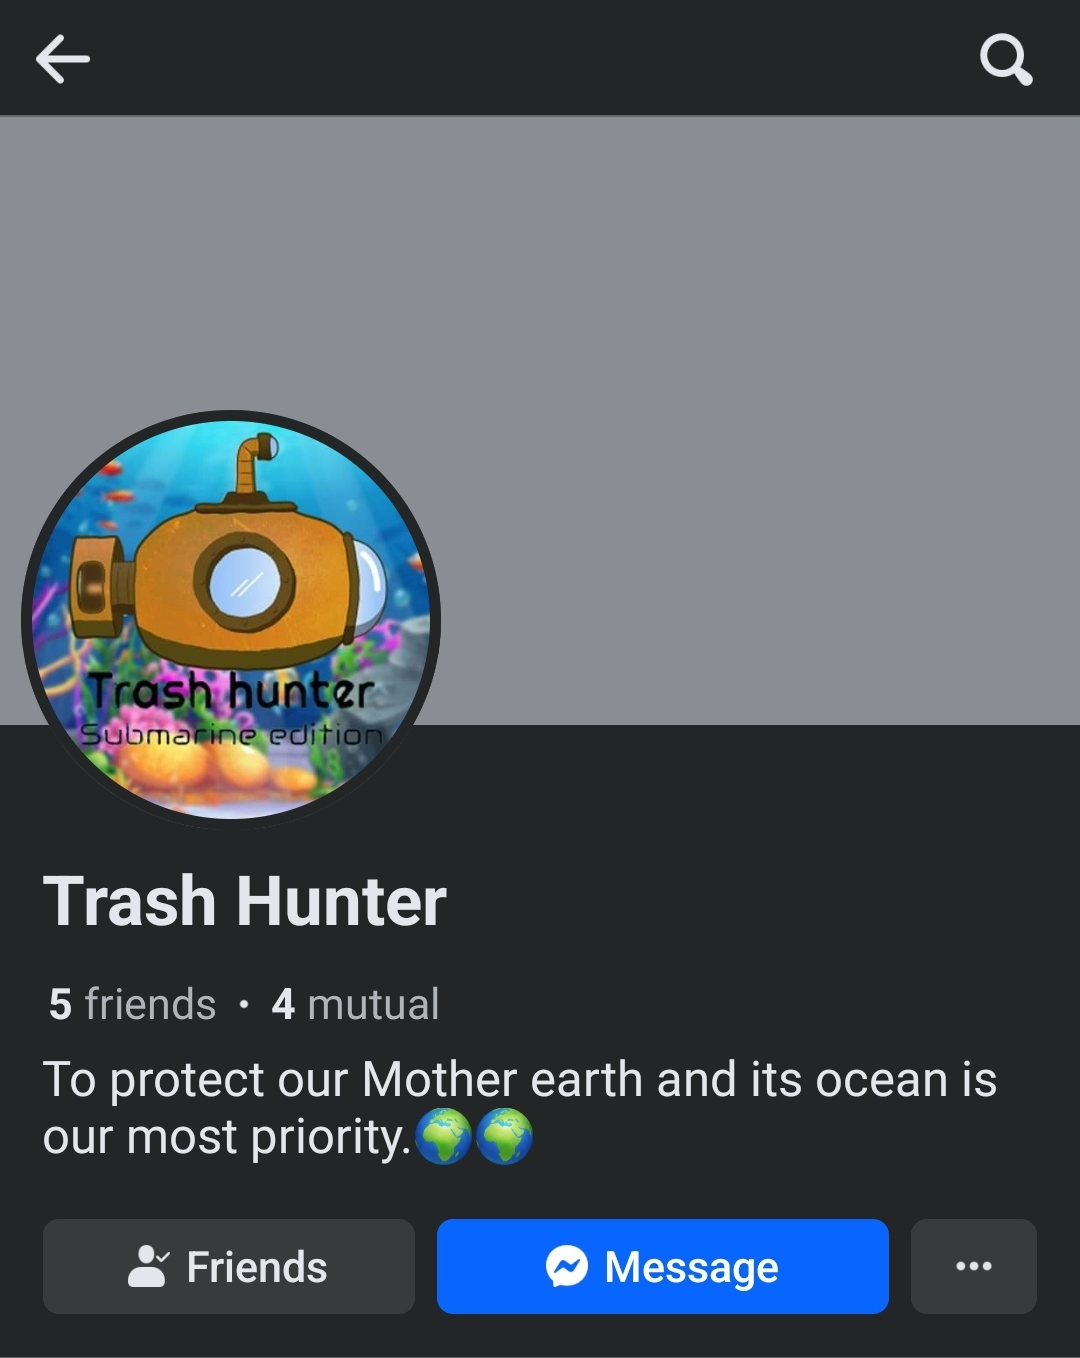 Trash hunter
Submarine edition
Trash Hunter
5 friends · 4 mutual
To protect our Mother earth and its ocean is
our most priority.🌍🌍
Friends
Message